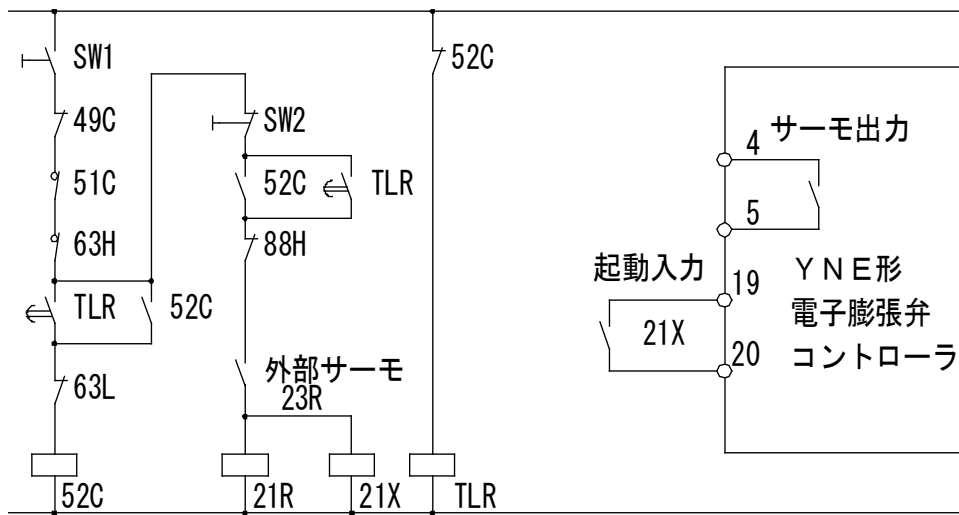 SW1
49C
51C
63H
TLR
52C
63L
52C
SW2
52C
TLR
88H
外部サーモ
23R
21R
21X
52C
TLR
サーモ出力
4
5
起動入力
19
21X
20
ＹＮＥ形
電子膨張弁
コントローラ